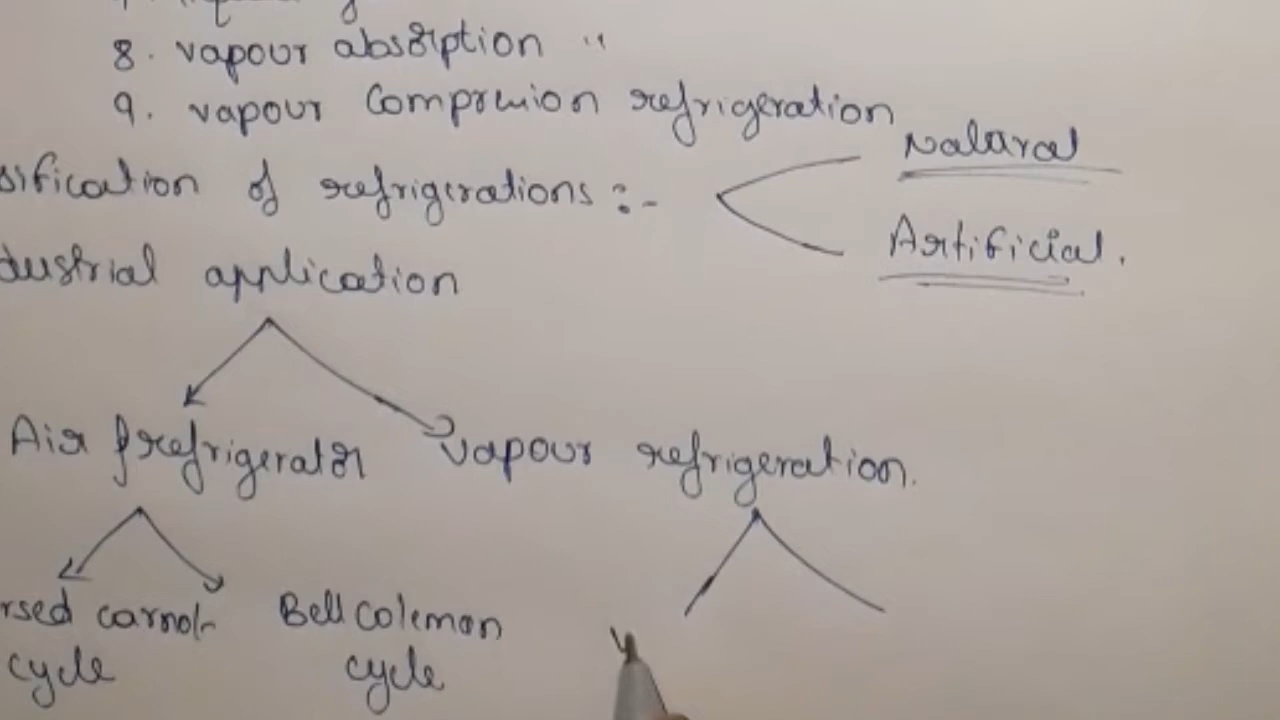 8. vapour absorption "
9. vapour Compression refrigeration
Natural
sification of refrigerations :-
Artificial.
dustrial application
Air refrigerator vapour refrigeration.
rsed carnot Bell coleman
cycle cycle